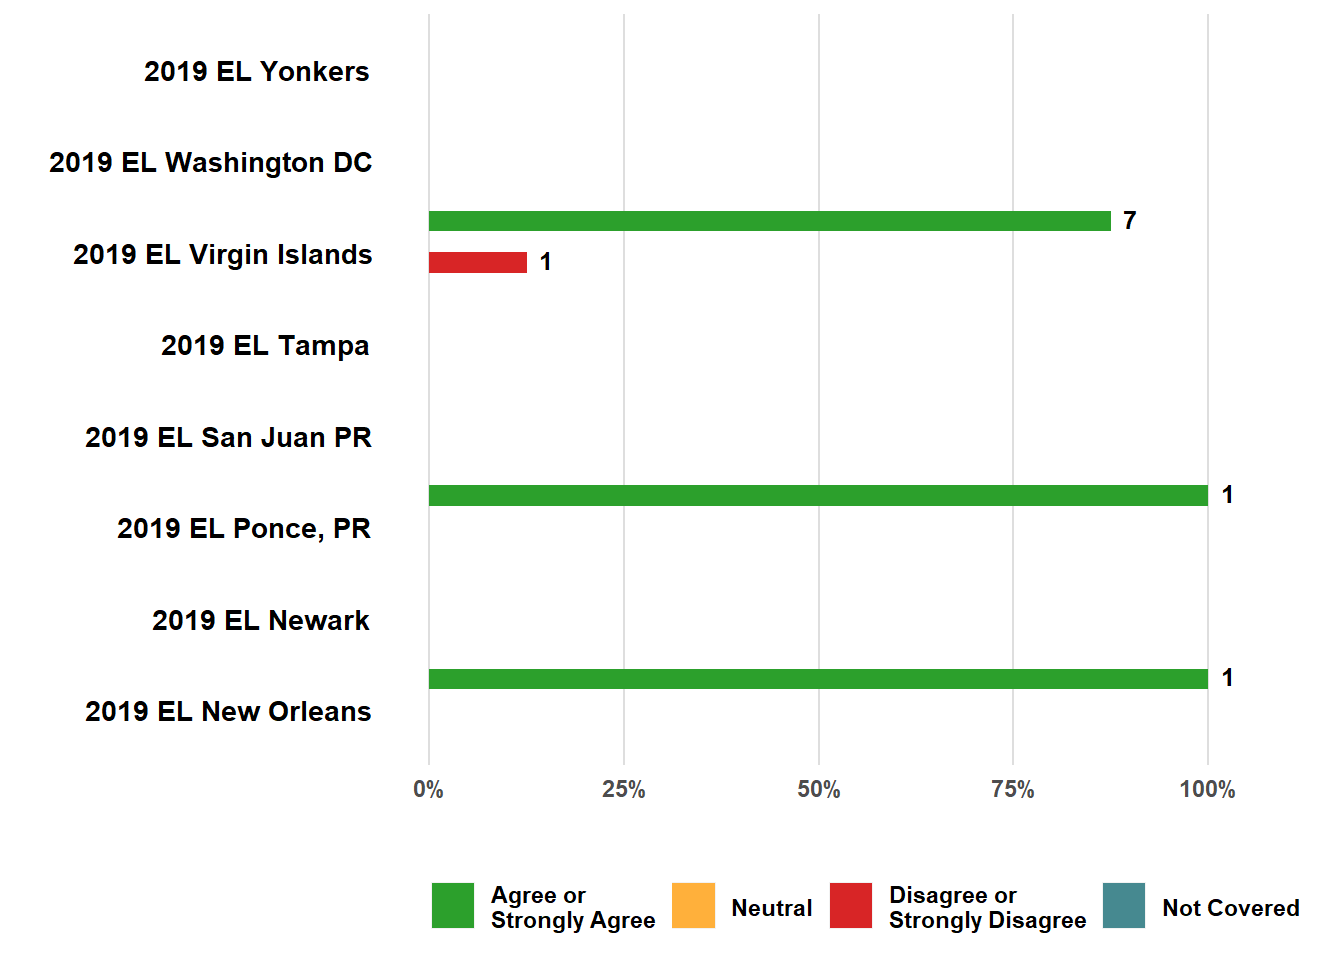 2019 EL Yonkers
2019 EL Washington DC
7
2019 EL Virgin Islands
1
2019 EL Tampa
2019 EL San Juan PR
1
2019 EL Ponce, PR
2019 EL Newark
1
2019 EL New Orleans
0% 25% 50% 75% 100%
Agree or
Strongly Agree
Neutral
Disagree or
Strongly Disagree
Not Covered